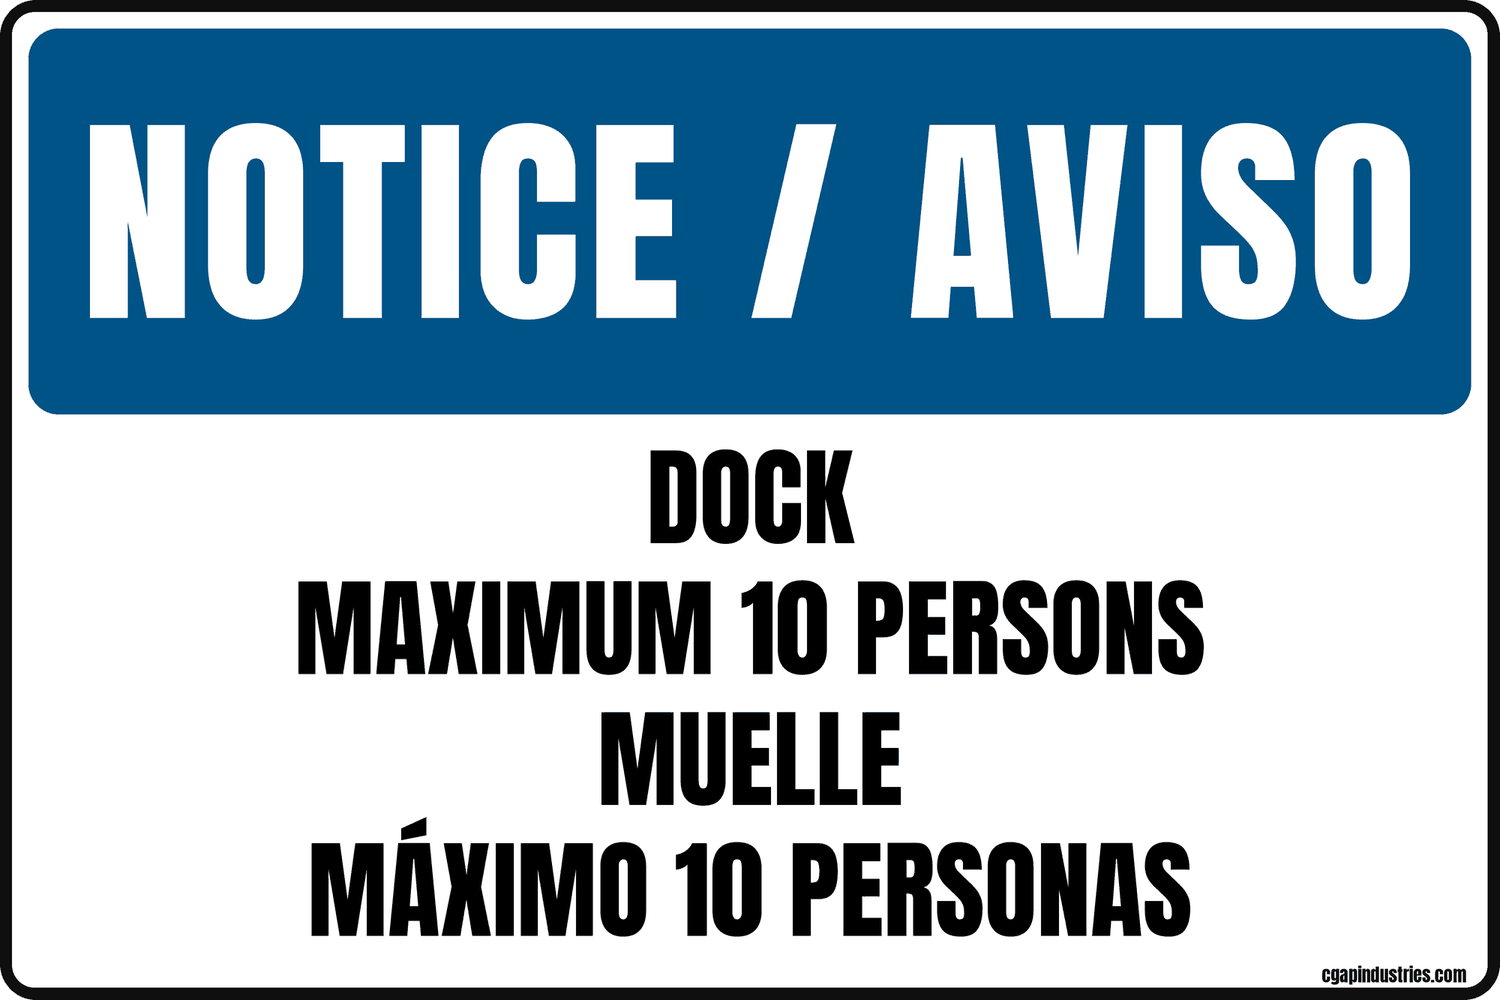 NOTICE / AVISO
DOCK
MAXIMUM 10 PERSONS
MUELLE
MÁXIMO 10 PERSONAS
cgapindustries.com